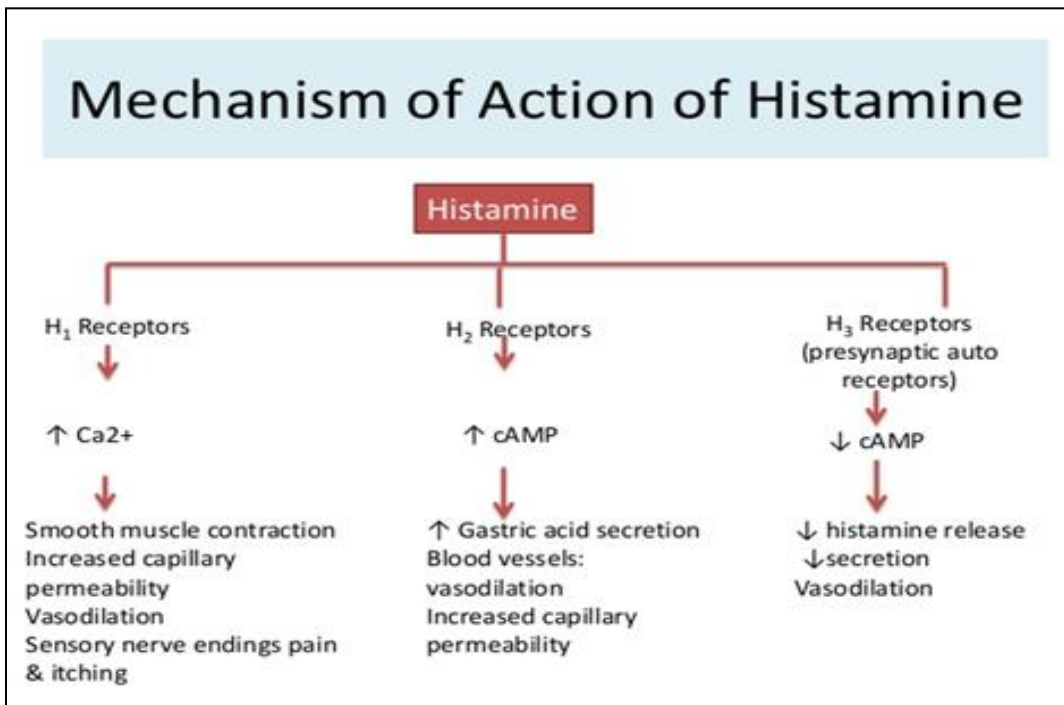 Mechanism of Action of Histamine
Histamine
H₁ Receptors
↑ Ca2+
Smooth muscle contraction
Increased capillary
permeability
Vasodilation
Sensory nerve endings pain
& itching
H₂ Receptors
↑ cAMP
↑ Gastric acid secretion
Blood vessels:
vasodilation
Increased capillary
permeability
H₃ Receptors
(presynaptic auto
receptors)
↓ cAMP
↓ histamine release
↓secretion
Vasodilation